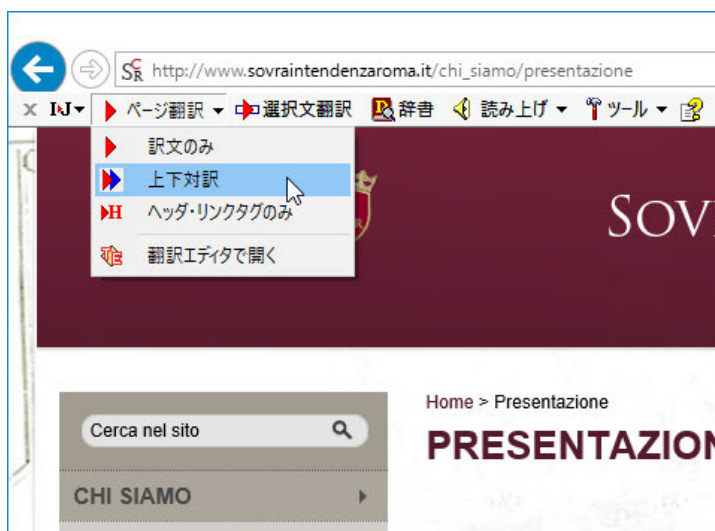 http://www.sovraintendenzaroma.it/chi_siamo/presentazione
x I▶J▼ ページ翻訳 ▼ 選択文翻訳 辞書 読み上げ ▼ ツール ▼
訳文のみ
上下対訳
ヘッダ・リンクタグのみ
翻訳エディタで開く
SOV
Home > Presentazione
Cerca nel sito
PRESENTAZION
CHI SIAMO